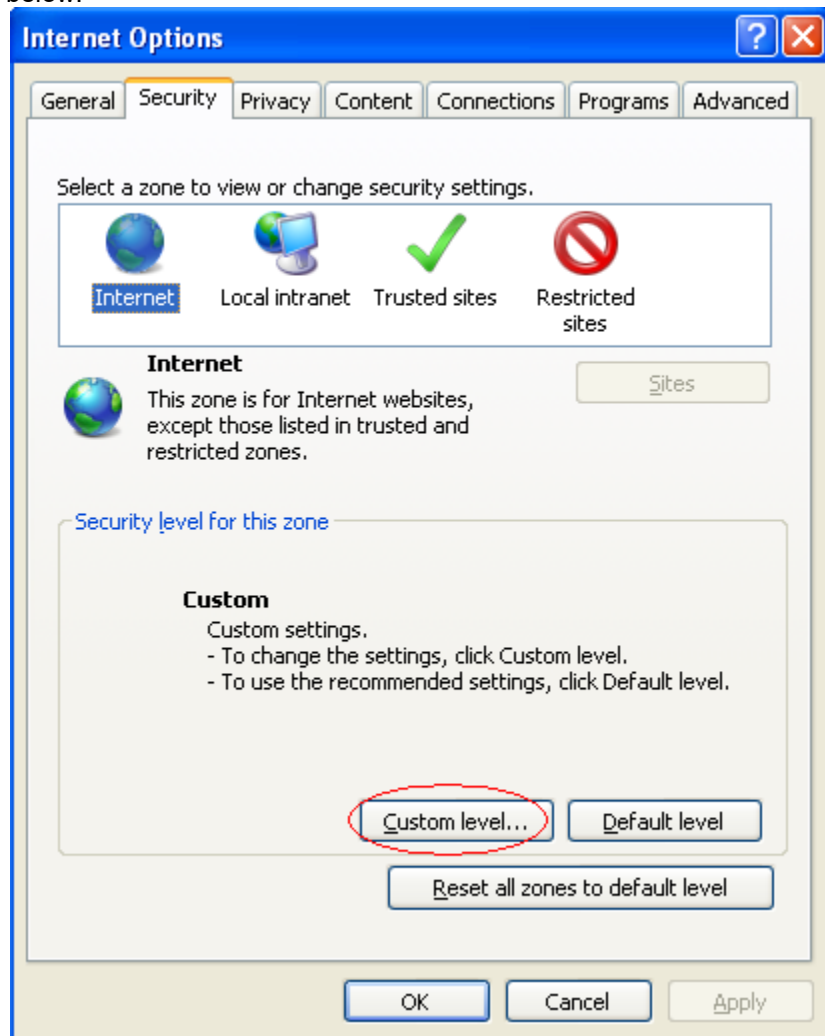 below
Internet Options
General Security Privacy Content Connections Programs Advanced
Select a zone to view or change security settings.
Internet Local intranet Trusted sites Restricted sites
Internet
Sites
This zone is for Internet websites,
except those listed in trusted and
restricted zones.
Security level for this zone
Custom
Custom settings.
- To change the settings, click Custom level.
- To use the recommended settings, click Default level.
Custom level... Default level
Reset all zones to default level
OK Cancel Apply